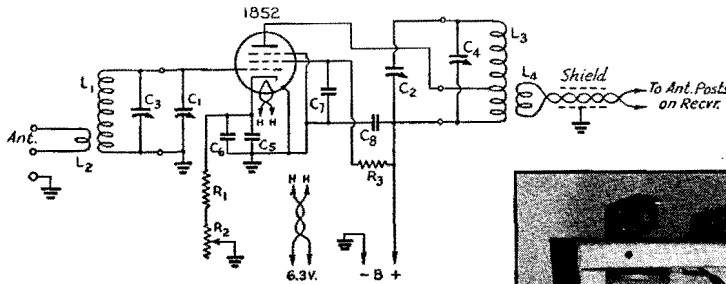 1852
L₁
C₃
C₁
Ant.
L₂
H H
C₆
C₅
C₇
C₈
C₂
C₄
L₃
L₄
Shield
To Ant. Posts
on Recvr.
R₁
R₂
R₃
H H
6.3V.
- B +